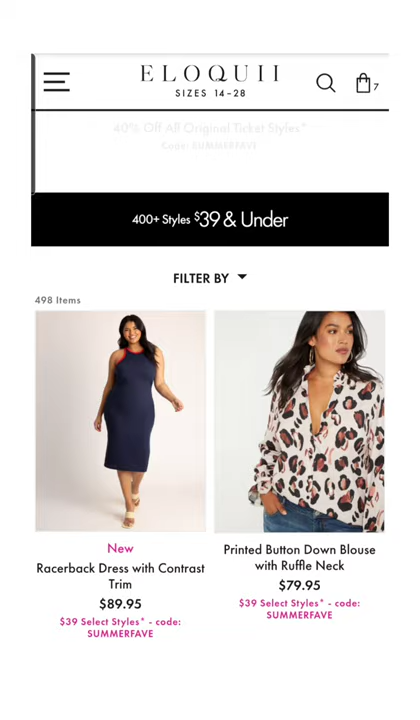 ELOQUII
SIZES 14-28
7
40% Off All Original Ticket Styles*
Code: SUMMERFAVE
400+ Styles $39 & Under
FILTER BY
498 Items
New
Racerback Dress with Contrast
Trim
$89.95
$39 Select Styles* - code:
SUMMERFAVE
Printed Button Down Blouse
with Ruffle Neck
$79.95
$39 Select Styles* - code:
SUMMERFAVE